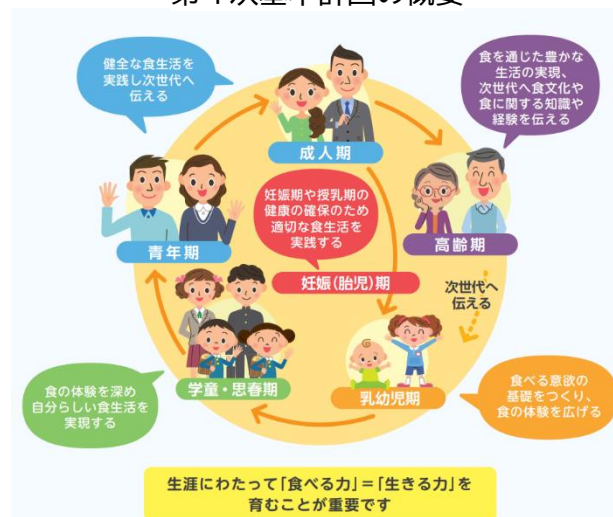 健全な食生活を
実践し次世代へ
伝える
食を通じた豊かな
生活の実現、
次世代へ食文化や
食に関する知識や
経験を伝える
成人期
妊娠期や授乳期の
健康の確保のため
適切な食生活を
実践する
青年期
高齢期
妊娠(胎児)期
次世代へ
伝える
食の体験を深め
自分らしい食生活を
実現する
学童・思春期
乳幼児期
食べる意欲の
基礎をつくり、
食の体験を広げる
生涯にわたって「食べる力」=「生きる力」を
育むことが重要です